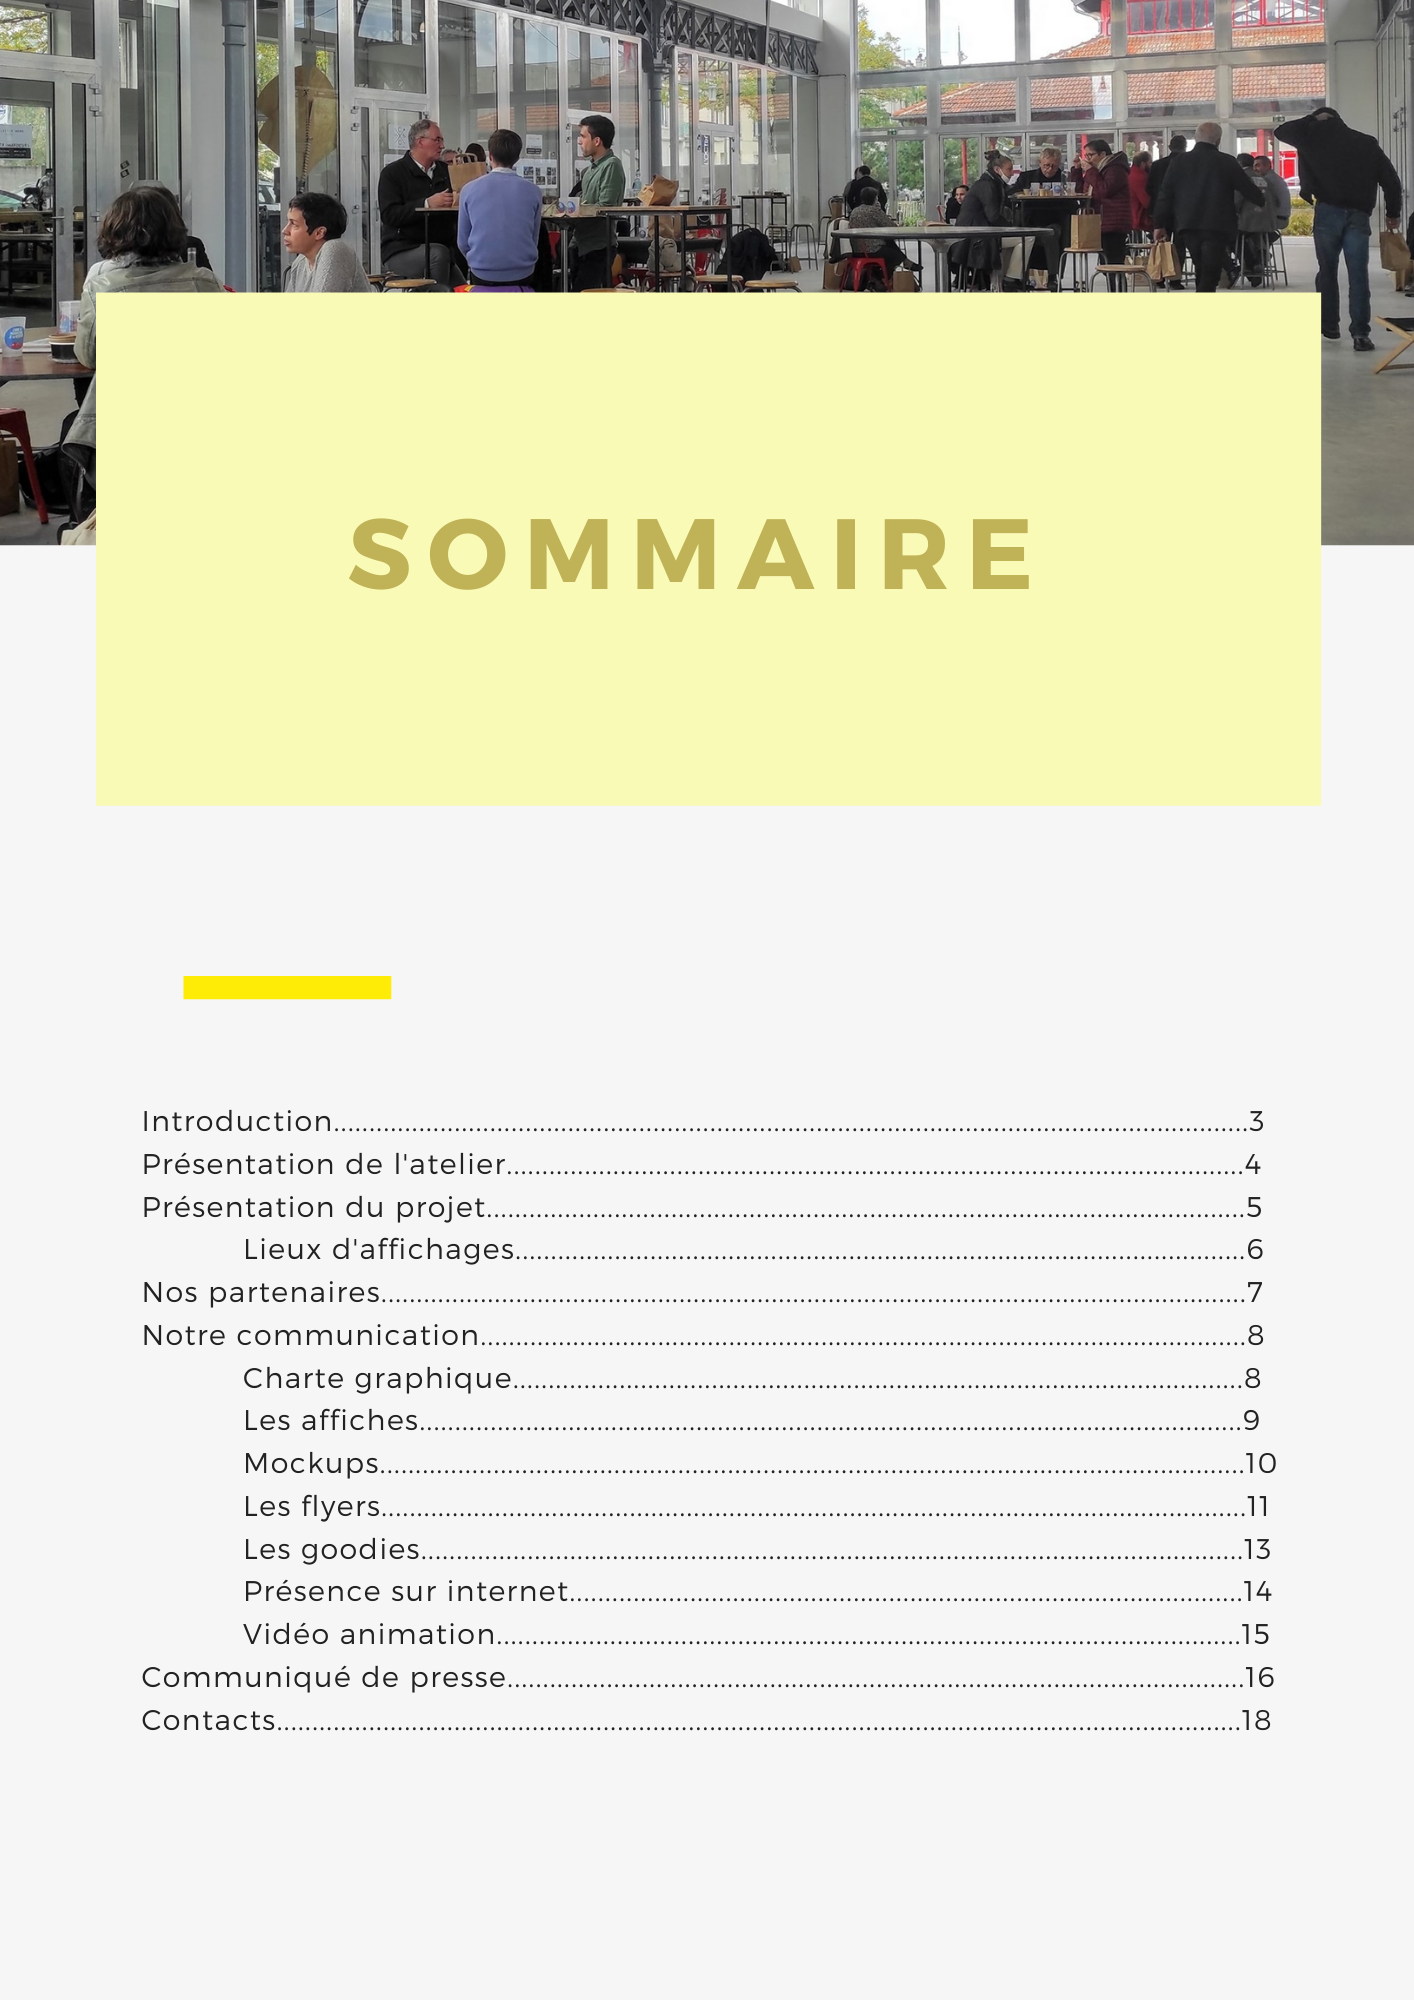 SOMMAIRE
Introduction....................................................................................................................................3
Présentation de l'atelier..........................................................................................................4
Présentation du projet.............................................................................................................5
Lieux d'affichages.........................................................................................................6
Nos partenaires............................................................................................................................7
Notre communication..............................................................................................................8
Charte graphique.........................................................................................................8
Les affiches......................................................................................................................9
Mockups............................................................................................................................10
Les flyers...........................................................................................................................11
Les goodies.....................................................................................................................13
Présence sur internet................................................................................................14
Vidéo animation...........................................................................................................15
Communiqué de presse..........................................................................................................16
Contacts...........................................................................................................................................18